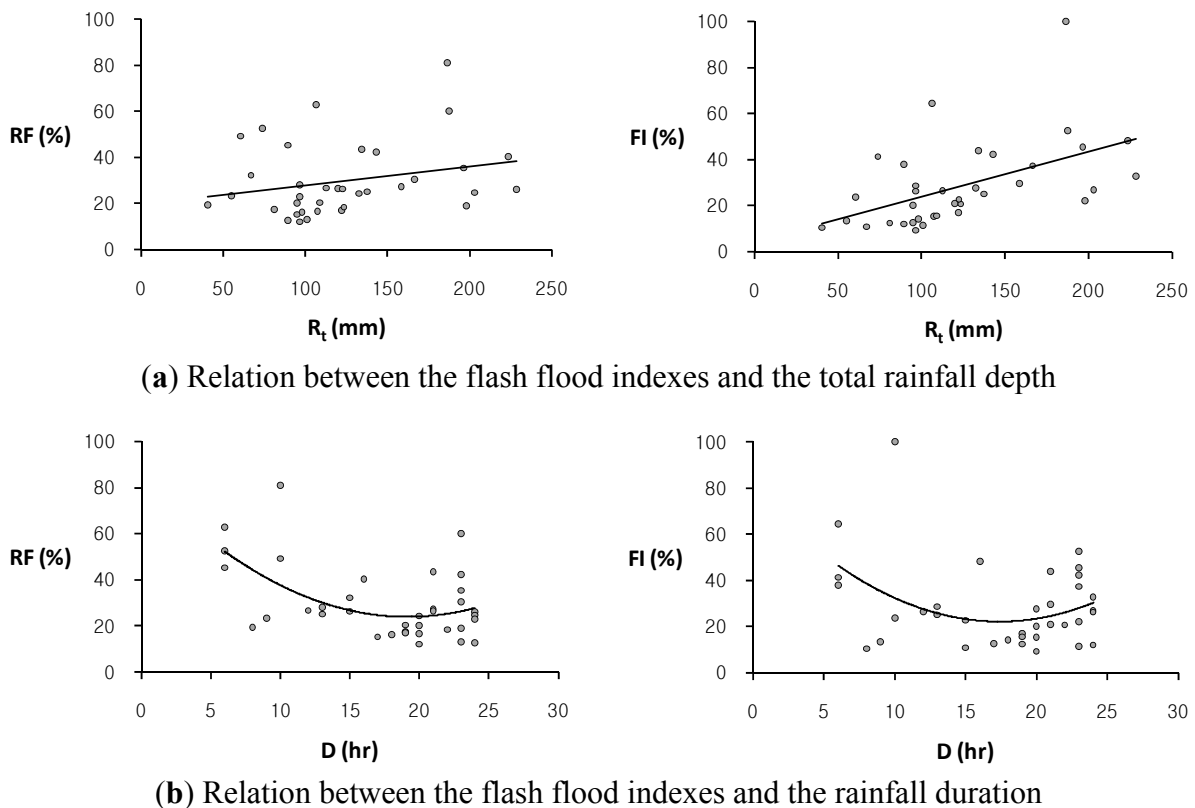 100
80
60
40
20
0
RF (%)
0 50 100 150 200 250
R_t (mm)
100
80
60
40
20
0
FI (%)
0 50 100 150 200 250
R_t (mm)
(a) Relation between the flash flood indexes and the total rainfall depth
100
80
60
40
20
0
RF (%)
0 5 10 15 20 25 30
D (hr)
100
80
60
40
20
0
FI (%)
0 5 10 15 20 25 30
D (hr)
(b) Relation between the flash flood indexes and the rainfall duration